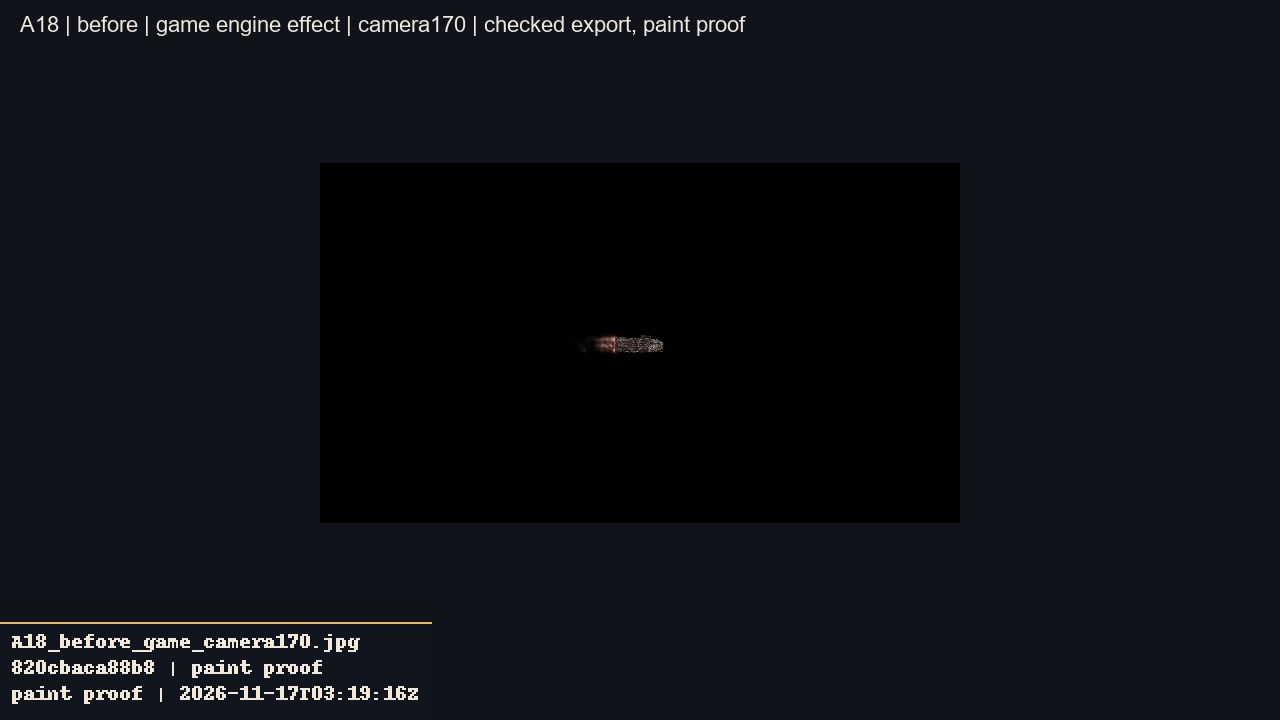 A18 | before | game engine effect | camera170 | checked export, paint proof
A18_before_game_camera170.jpg
820cbaca88b8 | paint proof
paint proof | 2026-11-17T03:19:16Z